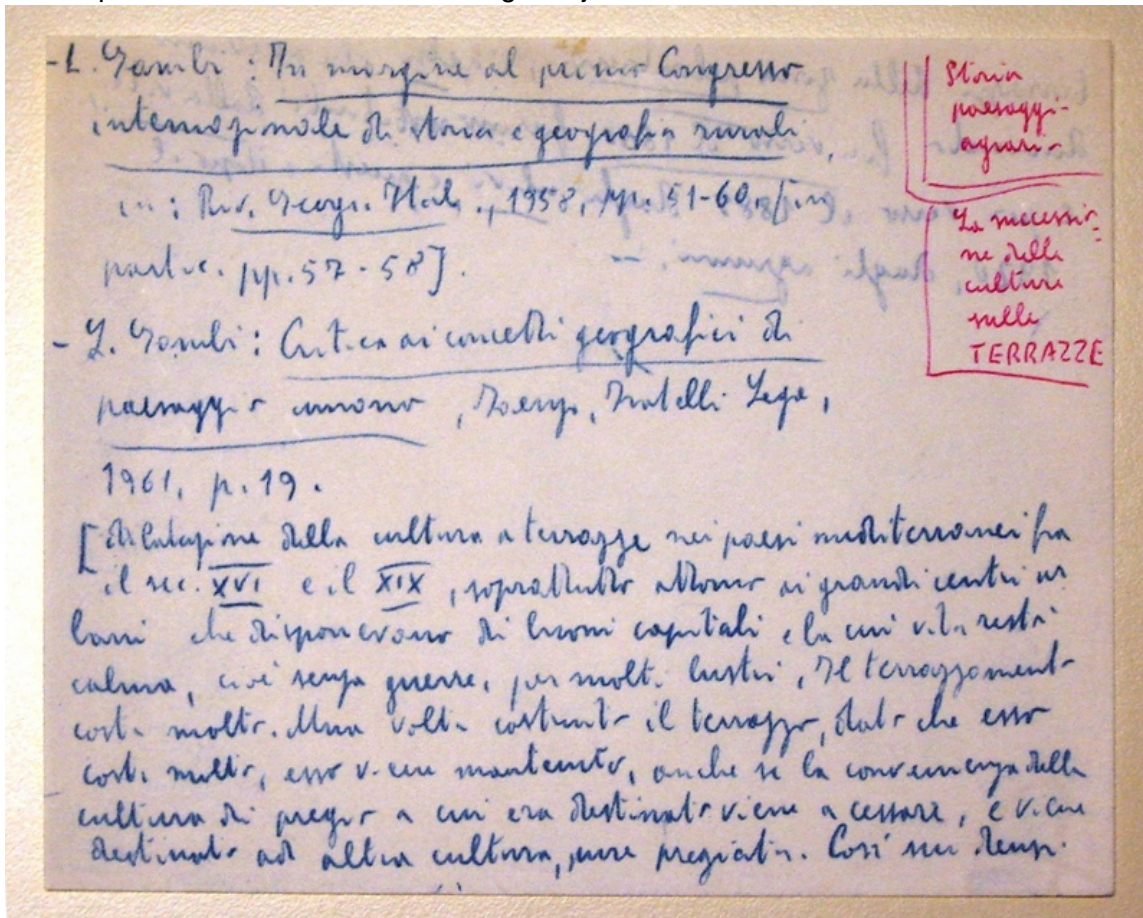 - L. Gambi: In margine al primo Congresso
internazionale di storia e geografia rurali,
in: Riv. Geogr. Ital., 1958, pp. 51-60, [in
partic. pp. 57-58].
- L. Gambi: Critica ai concetti geografici di
paesaggio umano, Faenza, Fratelli Lega,
1961, p. 19.
[dilatazione della cultura a terrazze nei paesi mediterranei fra
il sec. XVI e il XIX, soprattutto attorno ai grandi centri ur
bani che disponevano di buoni capitali e la cui vita restò
calma, cioè senza guerre, per molti lustri. Il terrazzamento
costa molto. Una volta costruito il terrazzo, dato che esso
costa molto, esso viene mantenuto, anche se la convenienza della
cultura di pregio a cui era destinato viene a cessare, e viene
destinato ad altra cultura, pure pregiata. Così sui
Storia
paesaggi
agrari-
La successio-
ne delle
culture
sulle
TERRAZZE